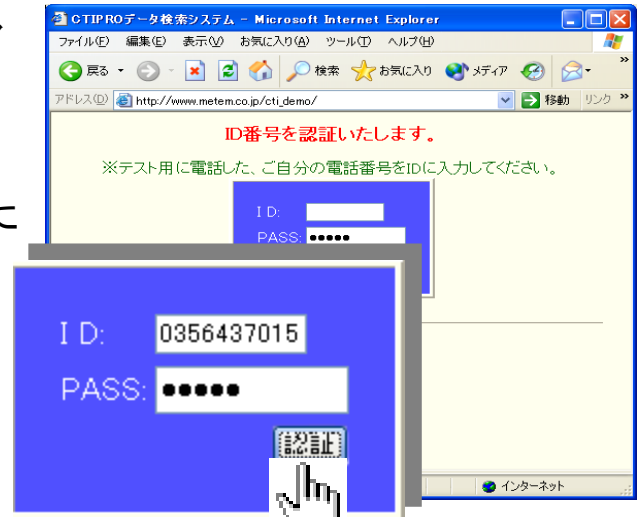 CTIPROデータ検索システム - Microsoft Internet Explorer
ファイル(F) 編集(E) 表示(V) お気に入り(A) ツール(T) ヘルプ(H)
戻る 検索 お気に入り メディア
アドレス(D) http://www.metem.co.jp/cti_demo/ 移動 リンク
ID番号を認証いたします。
※テスト用に電話した、ご自分の電話番号をIDに入力してください。
ID:
PASS: ●●●●●
に
ID: 0356437015
PASS: ●●●●●
認証
インターネット